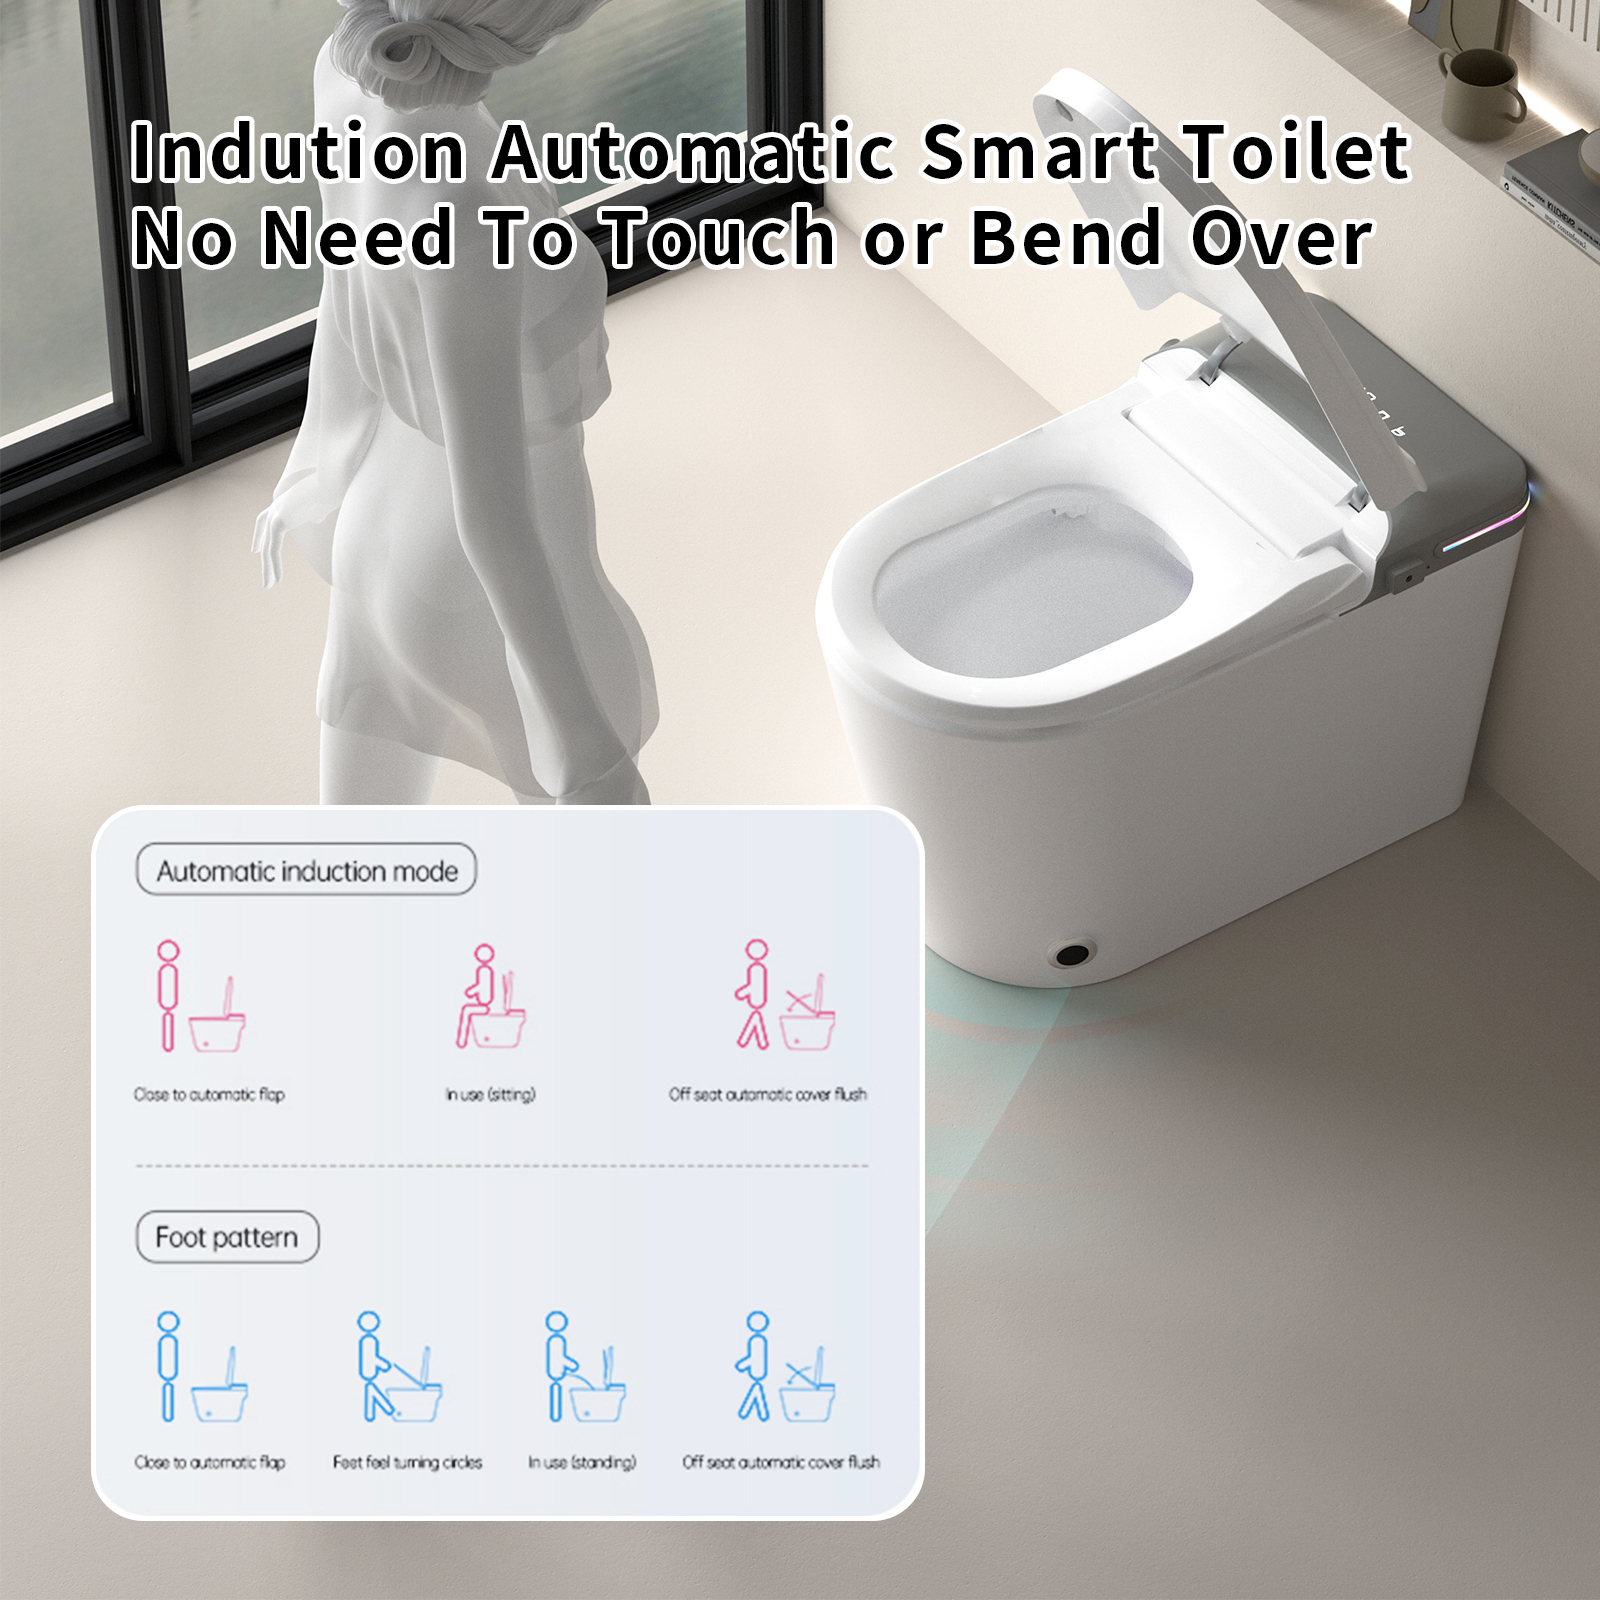 Indution Automatic Smart Toilet
No Need To Touch or Bend Over
Automatic induction mode
Close to automatic flap
In use (sitting)
Off seat automatic cover flush
Foot pattern
Close to automatic flap
Feet feel turning circles
In use (standing)
Off seat automatic cover flush